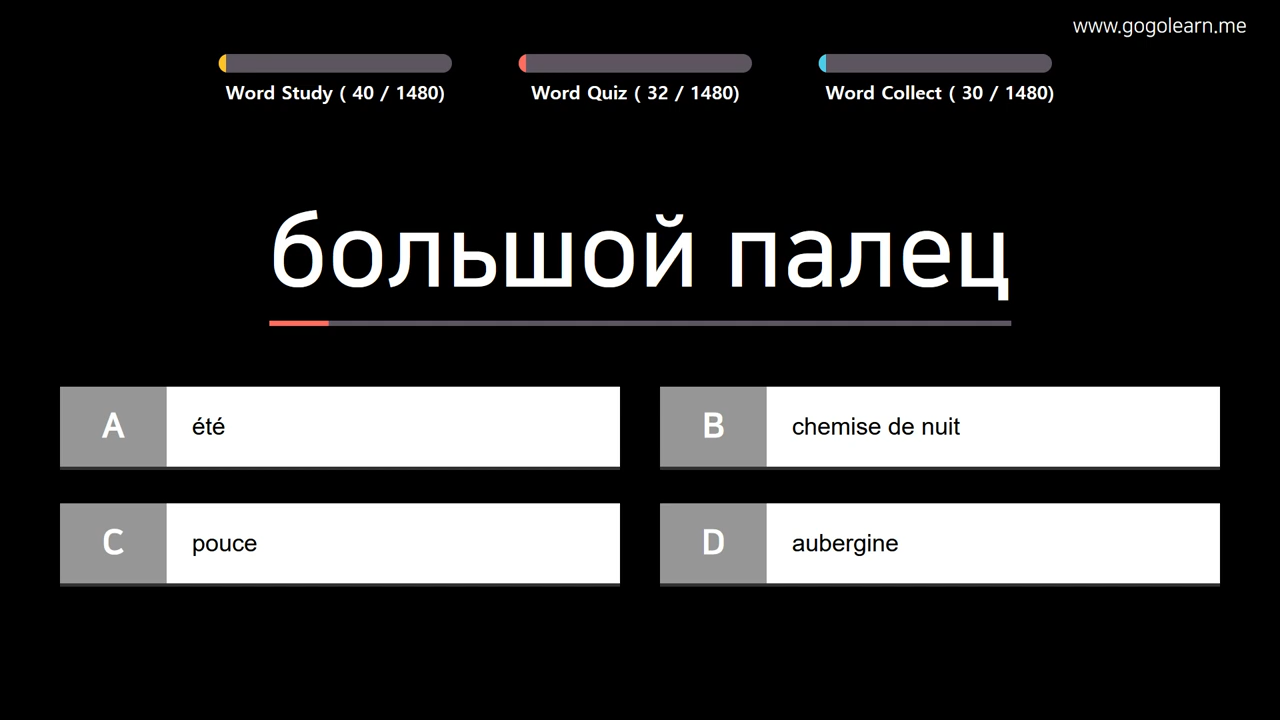 www.gogolearn.me
Word Study ( 40 / 1480)
Word Quiz ( 32 / 1480)
Word Collect ( 30 / 1480)
большой палец
A
été
B
chemise de nuit
C
pouce
D
aubergine